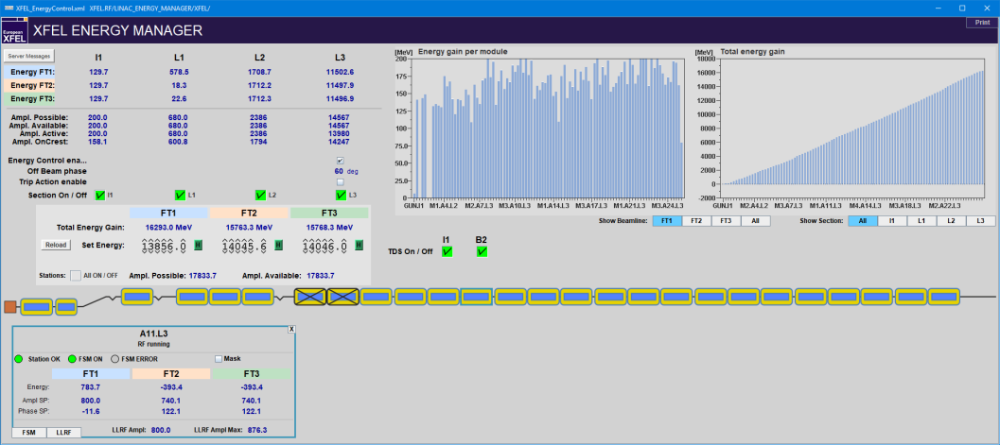 XFEL_EnergyControl.xml XFEL.RF/LINAC_ENERGY_MANAGER/XFEL/
Print
European
XFEL
XFEL ENERGY MANAGER
Server Messages I1 L1 L2 L3
Energy FT1: 129.7 578.5 1708.7 11502.6
Energy FT2: 129.7 18.3 1712.2 11497.9
Energy FT3: 129.7 22.6 1712.3 11496.9
Ampl. Possible: 200.0 680.0 2386 14567
Ampl. Available: 200.0 680.0 2386 14567
Ampl. Active: 200.0 680.0 2386 13980
Ampl. OnCrest: 158.1 600.8 1794 14247
Energy Control ena...
Off Beam phase 60 deg
Trip Action enable
Section On / Off I1 L1 L2 L3
FT1 FT2 FT3
Total Energy Gain: 16293.0 MeV 15763.3 MeV 15768.3 MeV
Reload Set Energy: 13856.0 H 14045.6 H 14046.0 H
Stations: All ON / OFF Ampl. Possible: 17833.7 Ampl. Available: 17833.7
[MeV] Energy gain per module
200
175
150
125
100
75.0
50.0
25.0
0
GUN.I1 M1.A4.L2 M2.A7.L3 M3.A10.L3 M1.A14.L3 M1.A17.L3 M1.A21.L3 M3.A24.L3
[MeV] Total energy gain
18000
16000
14000
12000
10000
8000
6000
4000
2000
0
-2000
GUN.I1 M2.A4.L2 M3.A7.L3 M1.A11.L3 M4.A14.L3 M3.A18.L3 M2.A22.L3
Show Beamline: FT1 FT2 FT3 All
Show Section: All I1 L1 L2 L3
I1 B2
TDS On / Off
A11.L3 X
RF running
Station OK FSM ON FSM ERROR Mask
FT1 FT2 FT3
Energy: 783.7 -393.4 -393.4
Ampl SP: 800.0 740.1 740.1
Phase SP: -11.6 122.1 122.1
FSM LLRF LLRF Ampl: 800.0 LLRF Ampl Max: 876.3